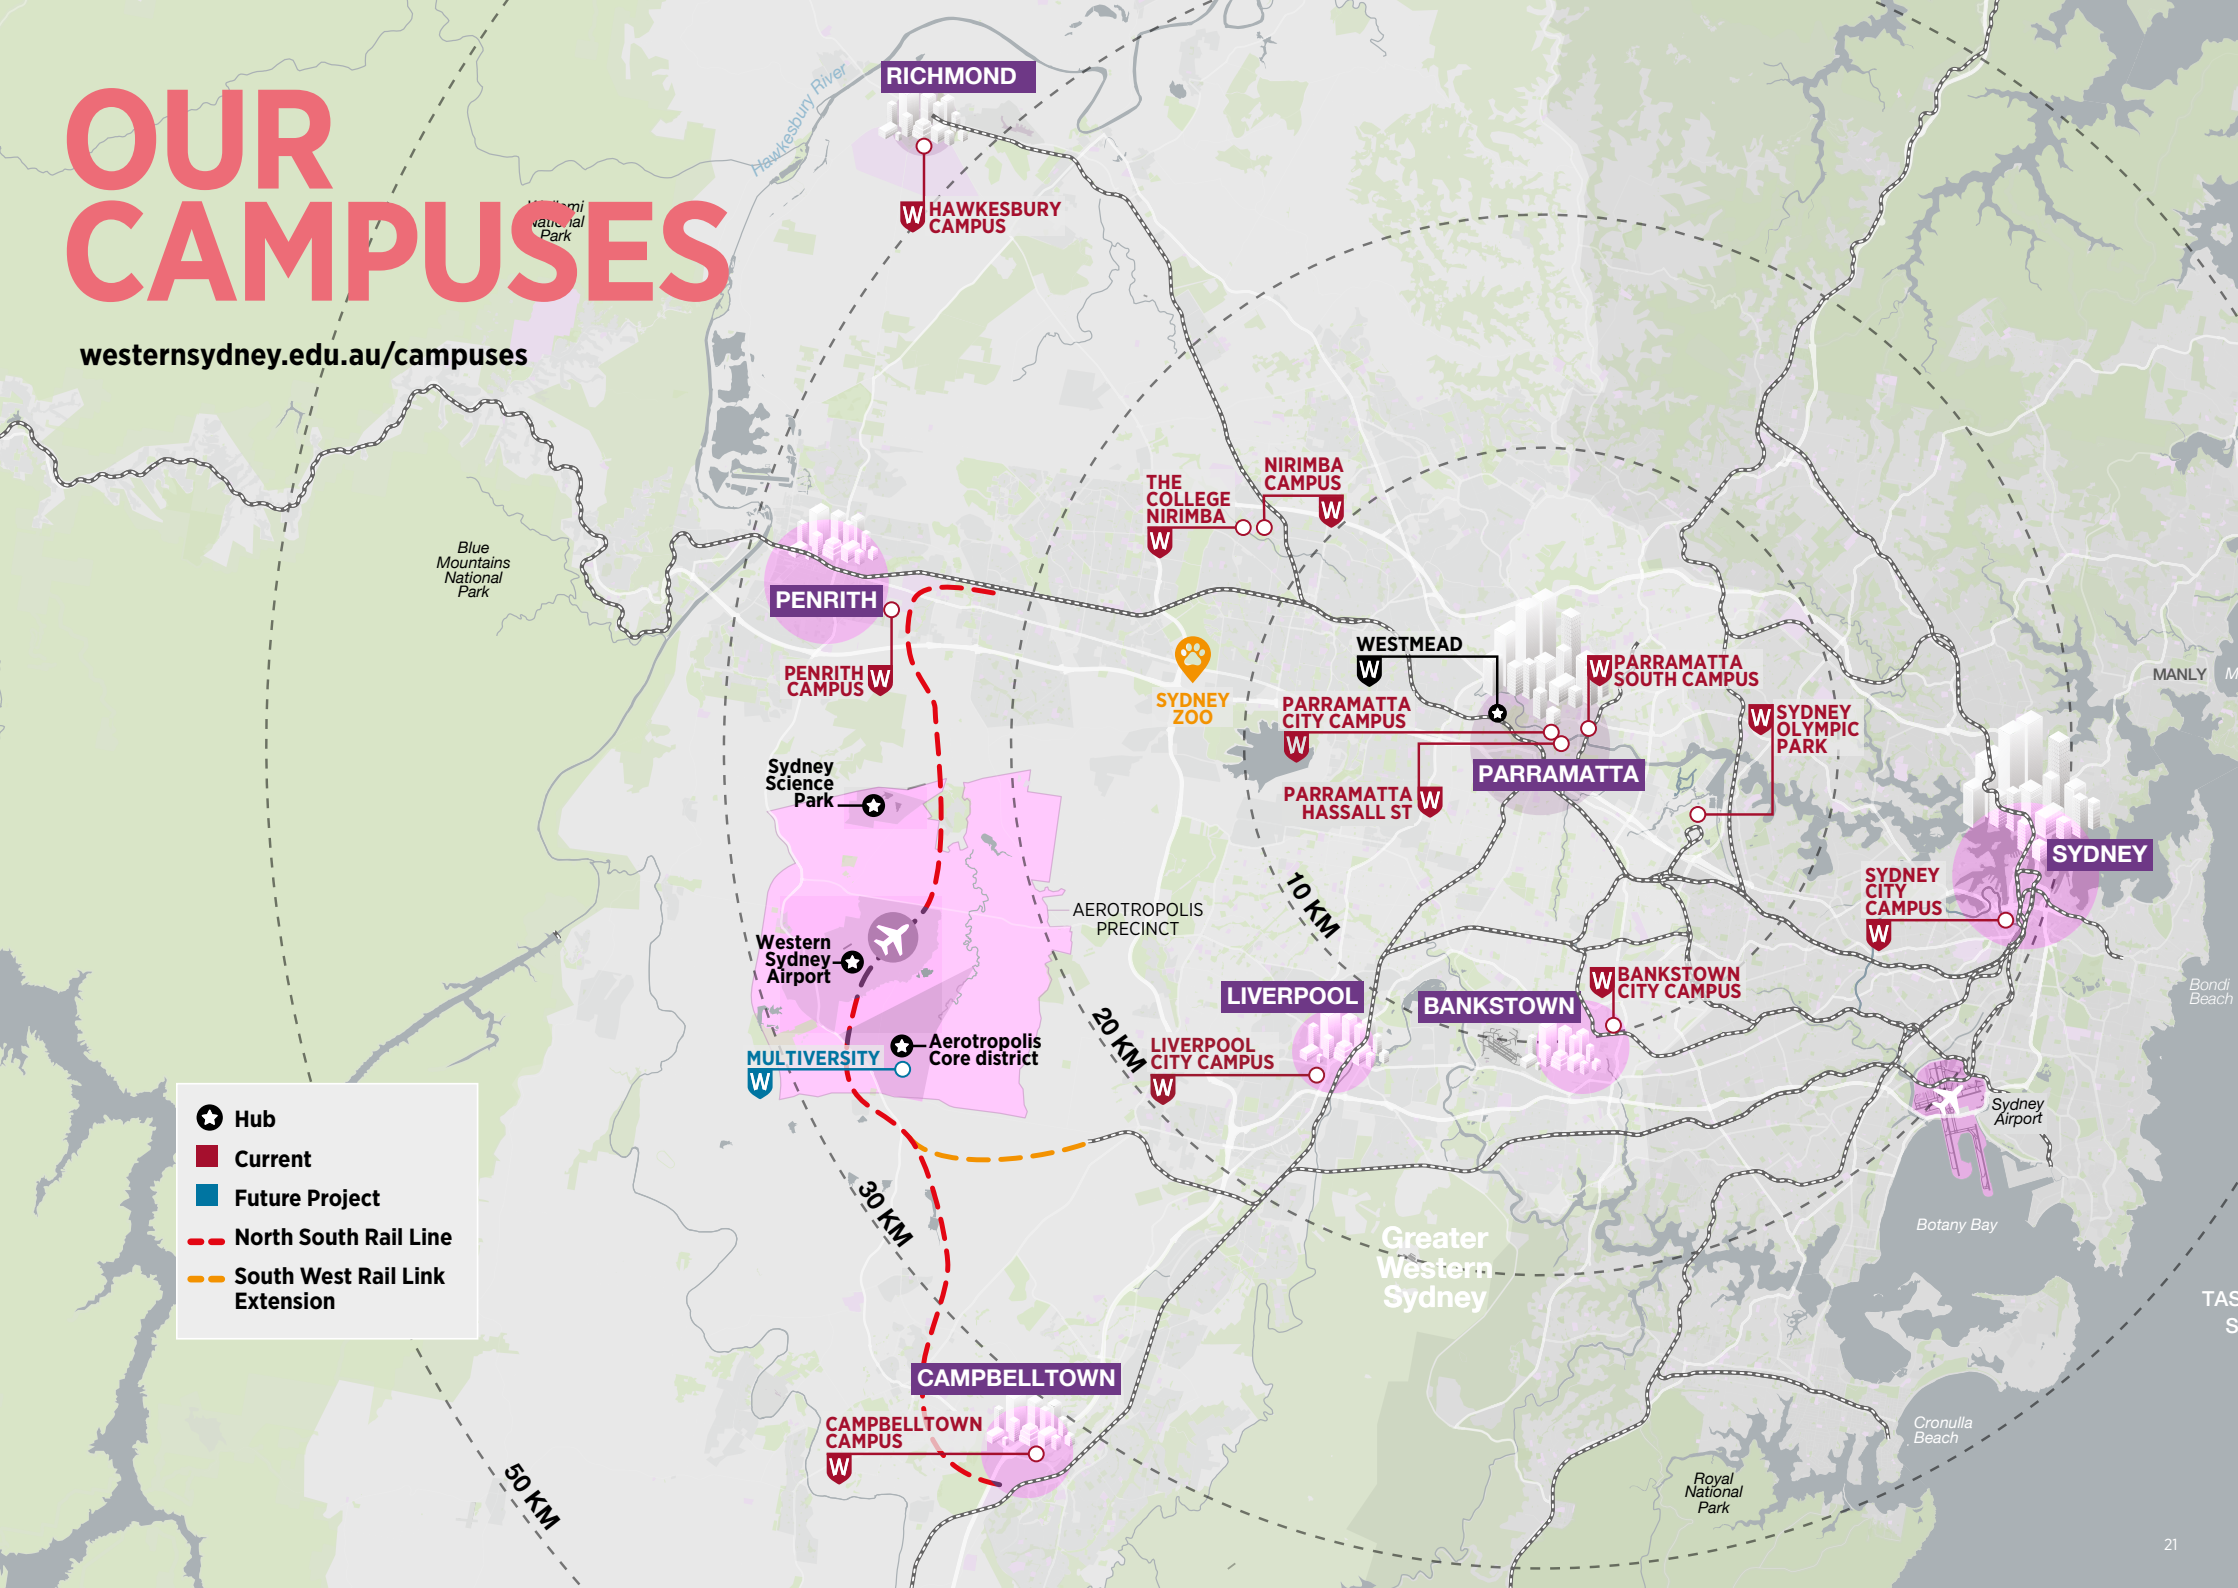 OUR
CAMPUSES
westernsydney.edu.au/campuses
National
Park
Hawkesbury River
RICHMOND
HAWKESBURY
CAMPUS
Blue
Mountains
National
Park
PENRITH
PENRITH
CAMPUS
THE
COLLEGE
NIRIMBA
NIRIMBA
CAMPUS
SYDNEY
ZOO
WESTMEAD
PARRAMATTA
SOUTH CAMPUS
PARRAMATTA
CITY CAMPUS
PARRAMATTA
HASSALL ST
PARRAMATTA
SYDNEY
OLYMPIC
PARK
MANLY
SYDNEY
SYDNEY
CITY
CAMPUS
Bondi
Beach
Sydney
Science
Park
AEROTROPOLIS
PRECINCT
Western
Sydney
Airport
Aerotropolis
Core district
MULTIVERSITY
10 KM
20 KM
30 KM
50 KM
LIVERPOOL
LIVERPOOL
CITY CAMPUS
BANKSTOWN
BANKSTOWN
CITY CAMPUS
Sydney
Airport
Botany Bay
Greater
Western
Sydney
TAS
S
CAMPBELLTOWN
CAMPBELLTOWN
CAMPUS
Cronulla
Beach
Royal
National
Park
Hub
Current
Future Project
North South Rail Line
South West Rail Link
Extension
21